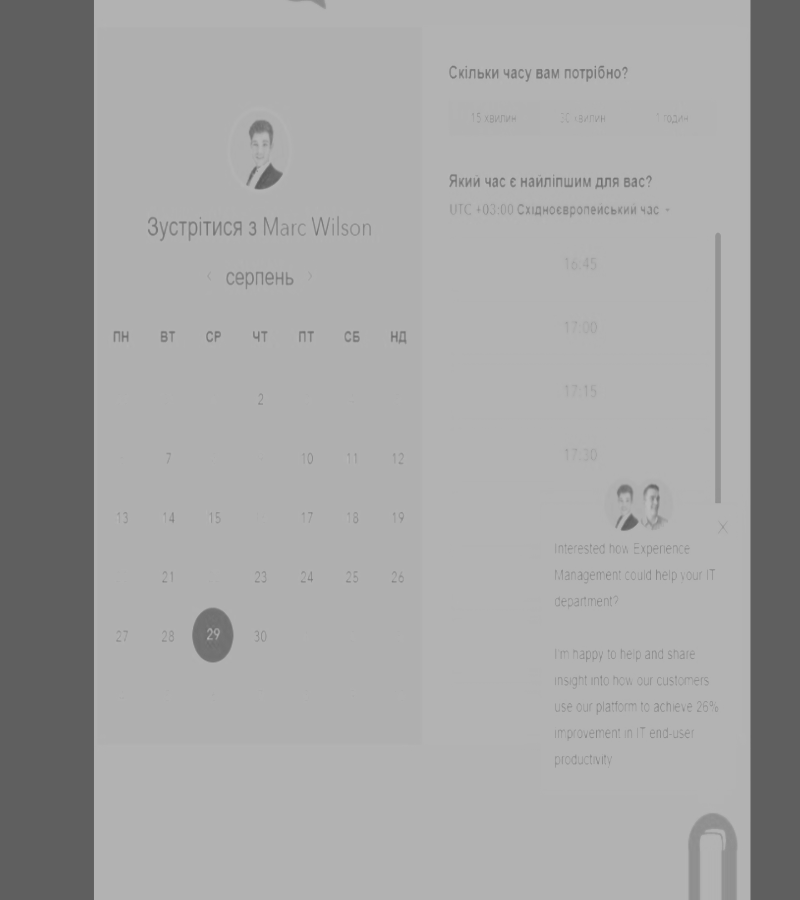 Зустрітися з Marc Wilson
серпень
ПН ВТ СР ЧТ ПТ СБ НД
2
7 10 11 12
13 14 15 17 18 19
21 23 24 25 26
27 28 29 30
Скільки часу вам потрібно?
15 хвилин 30 хвилин 1 годин
Який час є найліпшим для вас?
UTC +03:00 Східноєвропейський час
16:45
17:00
17:15
17:30
Interested how Experience
Management could help your IT
department?
I'm happy to help and share
insight into how our customers
use our platform to achieve 26%
improvement in IT end-user
productivity